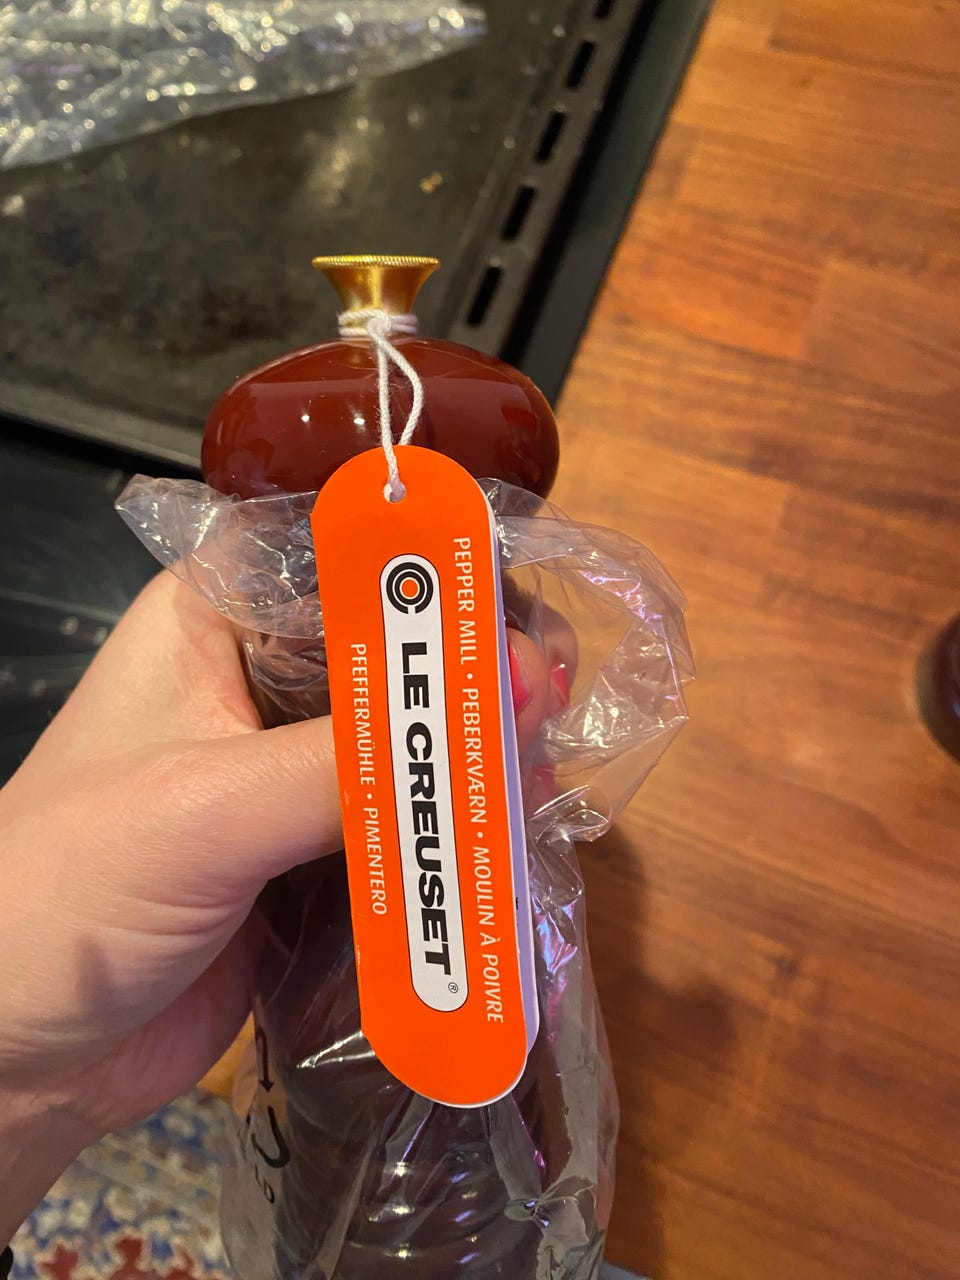 PEPPER MILL • PEBERKVÆRN • MOULIN À POIVRE
LE CREUSET®
PFEFFERMÜHLE • PIMENTERO